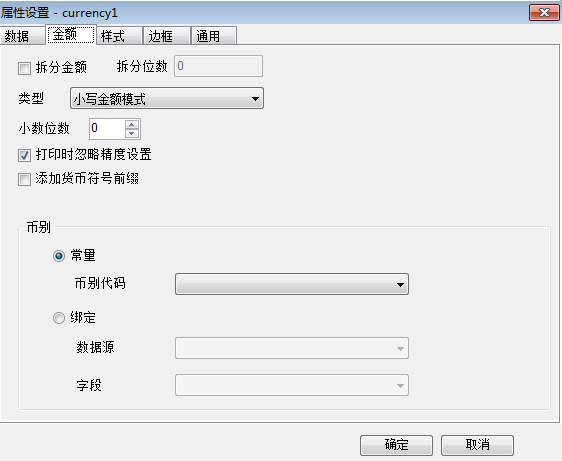 属性设置 - currency1
数据 金额 样式 边框 通用
拆分金额 拆分位数 0
类型 小写金额模式
小数位数 0
打印时忽略精度设置
添加货币符号前缀
币别
常量
币别代码
绑定
数据源
字段
确定 取消